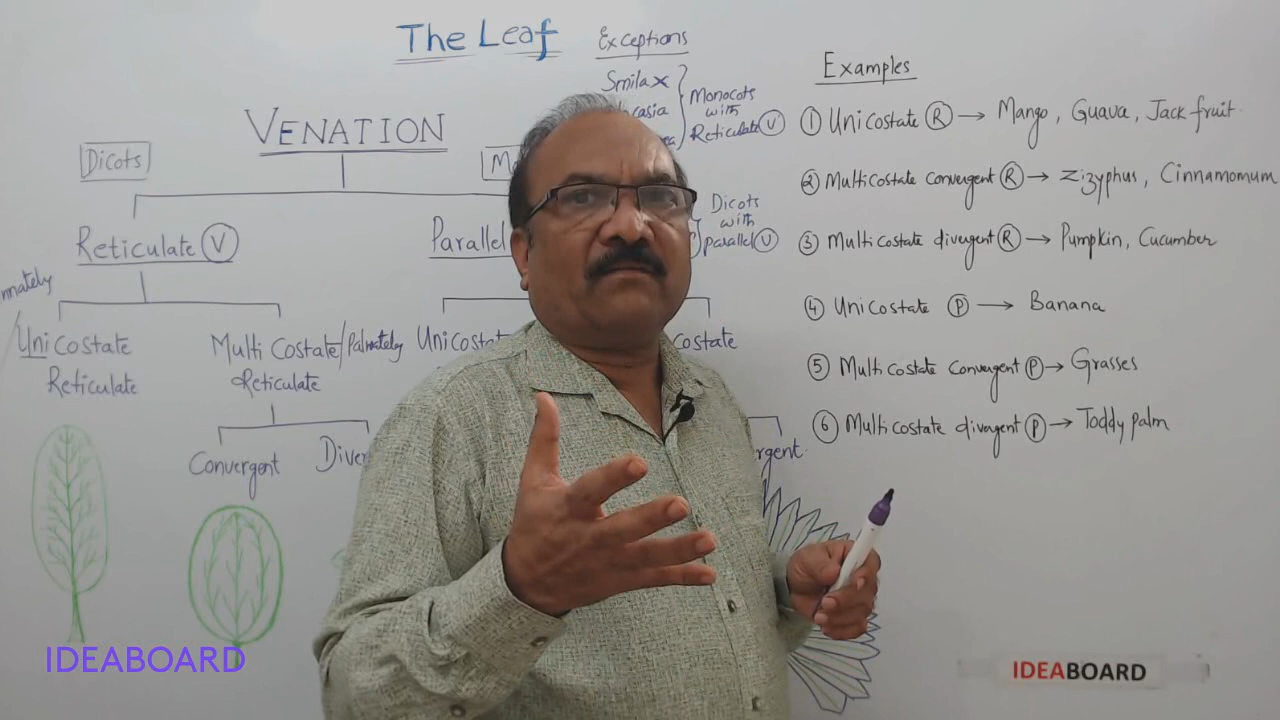 The Leaf
Exceptions
Smilax
Monocots
with
Reticulate Ⓥ
VENATION
Dicots
Reticulate Ⓥ
Parallel
Dicots
with
parallel Ⓥ
Unicostate
Reticulate
Multi Costate/Palmately
Reticulate
costate
Convergent
Examples
① Unicostate Ⓡ → Mango, Guava, Jack fruit
② Multicostate convergent Ⓡ → Zizyphus, Cinnamomum
③ Multicostate divergent Ⓡ → Pumpkin, Cucumber
④ Unicostate Ⓟ → Banana
⑤ Multicostate Convergent Ⓟ → Grasses
⑥ Multicostate divergent Ⓟ → Toddy palm
IDEABOARD
IDEABOARD